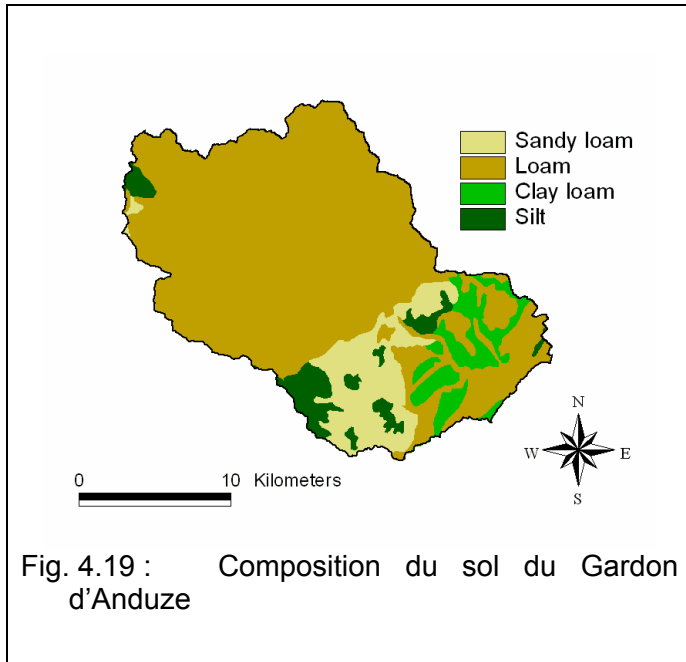 Sandy loam
Loam
Clay loam
Silt
N
W E
S
0 10 Kilometers
Fig. 4.19 : Composition du sol du Gardon
d'Anduze